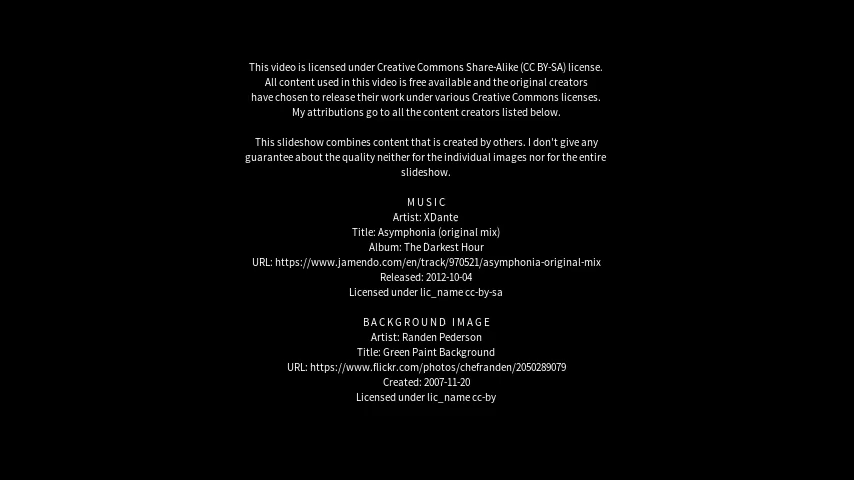 This video is licensed under Creative Commons Share-Alike (CC BY-SA) license.
All content used in this video is free available and the original creators
have chosen to release their work under various Creative Commons licenses.
My attributions go to all the content creators listed below.
This slideshow combines content that is created by others. I don't give any
guarantee about the quality neither for the individual images nor for the entire
slideshow.
MUSIC
Artist: XDante
Title: Asymphonia (original mix)
Album: The Darkest Hour
URL: https://www.jamendo.com/en/track/970521/asymphonia-original-mix
Released: 2012-10-04
Licensed under lic_name cc-by-sa
BACKGROUND IMAGE
Artist: Randen Pederson
Title: Green Paint Background
URL: https://www.flickr.com/photos/chefranden/2050289079
Created: 2007-11-20
Licensed under lic_name cc-by